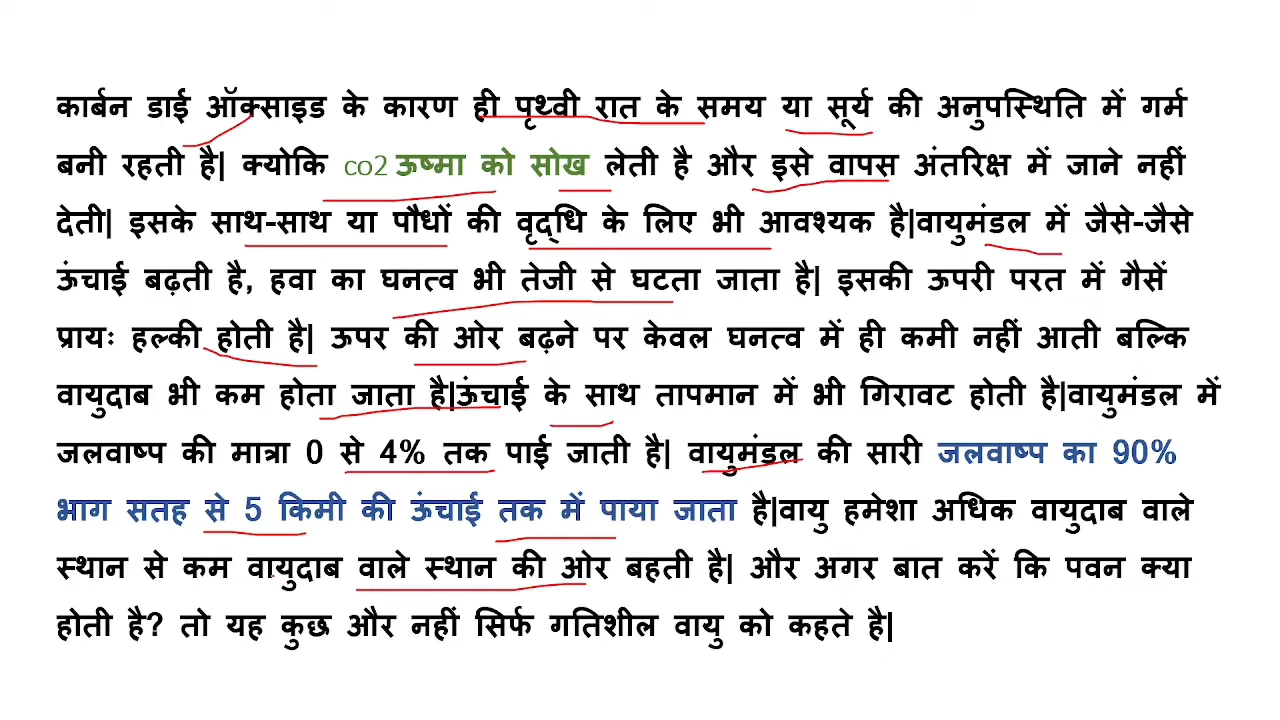 कार्बन डाई ऑक्साइड के कारण ही पृथ्वी रात के समय या सूर्य की अनुपस्थिति में गर्म
बनी रहती है| क्योकि co2 ऊष्मा को सोख लेती है और इसे वापस अंतरिक्ष में जाने नहीं
देती| इसके साथ-साथ या पौधों की वृद्धि के लिए भी आवश्यक है|वायुमंडल में जैसे-जैसे
ऊंचाई बढ़ती है, हवा का घनत्व भी तेजी से घटता जाता है| इसकी ऊपरी परत में गैसें
प्रायः हल्की होती है| ऊपर की ओर बढ़ने पर केवल घनत्व में ही कमी नहीं आती बल्कि
वायुदाब भी कम होता जाता है|ऊंचाई के साथ तापमान में भी गिरावट होती है|वायुमंडल में
जलवाष्प की मात्रा 0 से 4% तक पाई जाती है| वायुमंडल की सारी जलवाष्प का 90%
भाग सतह से 5 किमी की ऊंचाई तक में पाया जाता है|वायु हमेशा अधिक वायुदाब वाले
स्थान से कम वायुदाब वाले स्थान की ओर बहती है| और अगर बात करें कि पवन क्या
होती है? तो यह कुछ और नहीं सिर्फ गतिशील वायु को कहते है|